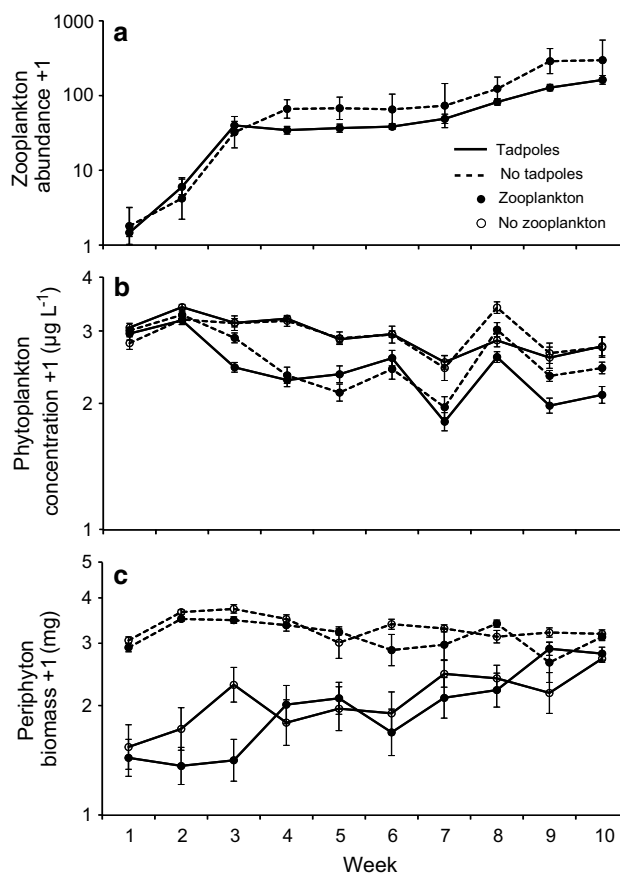 a
1000
100
10
1
Zooplankton
abundance +1
Tadpoles
No tadpoles
Zooplankton
No zooplankton
b
4
3
2
1
Phytoplankton
concentration +1 (µg L⁻¹)
c
5
4
3
2
1
Periphyton
biomass +1 (mg)
1 2 3 4 5 6 7 8 9 10
Week